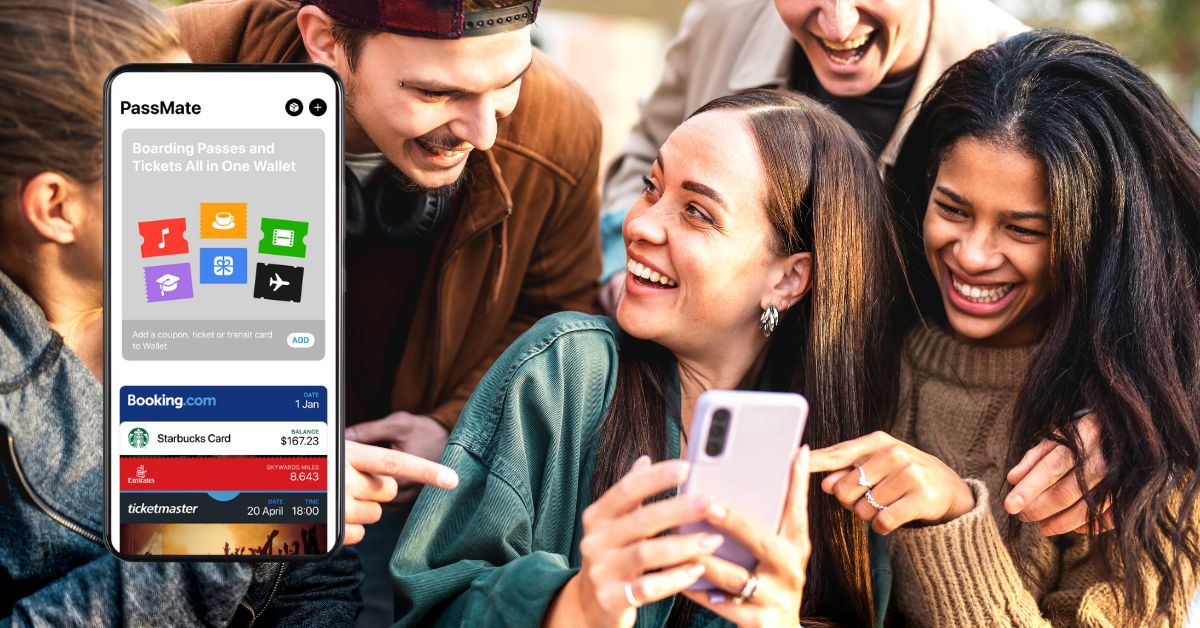 PassMate
Boarding Passes and
Tickets All in One Wallet
Add a coupon, ticket or transit card
to Wallet
ADD
Booking.com
DATE
1 Jan
Starbucks Card
BALANCE
$167.23
Emirates
SKYWARDS MILES
8.643
ticketmaster
DATE
20 April
TIME
18:00